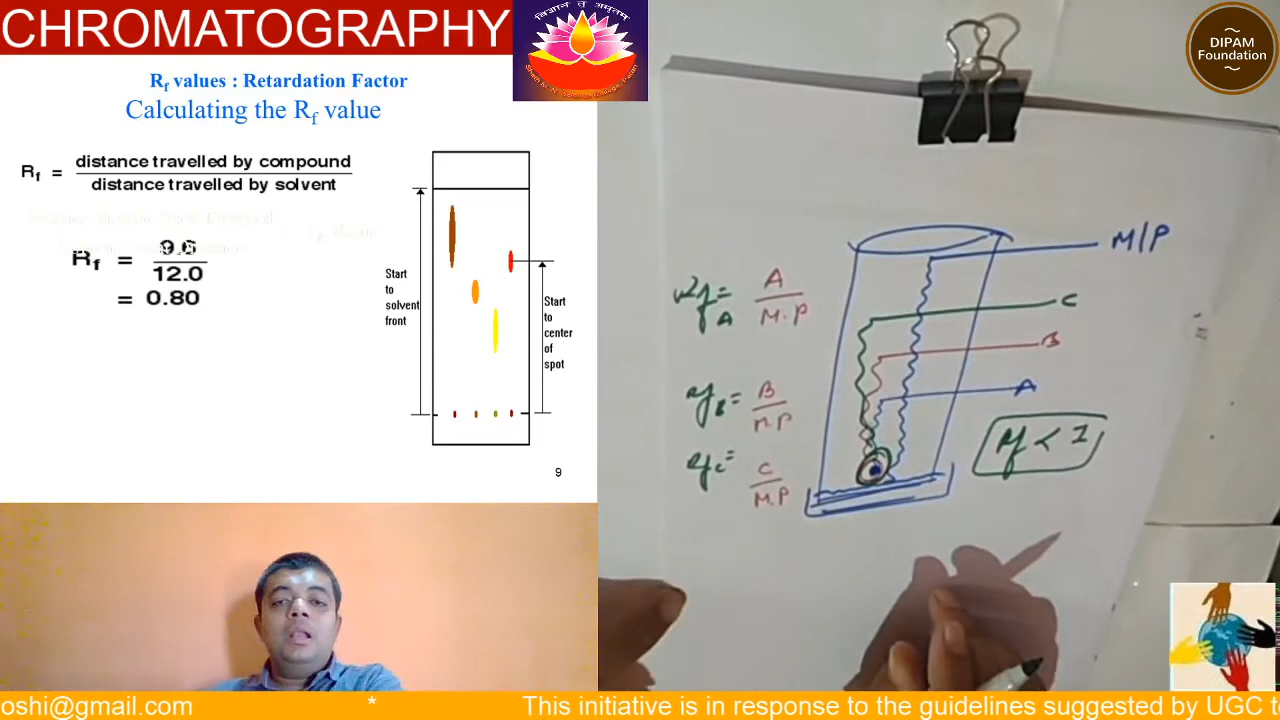 CHROMATOGRAPHY
विज्ञानं तु अमृतम्
DIPAM
Foundation
Rf values : Retardation Factor
Calculating the Rf value
Rf = distance travelled by compound
distance travelled by solvent
Rf = 9.6
12.0
= 0.80
Start
to
solvent
front
Start
to
center
of
spot
9
M/P
C
B
A
Rf A = A
M.P
Rf B = B
M.P
Rf C = C
M.P
Rf < 1
oshi@gmail.com
*
This initiative is in response to the guidelines suggested by UGC t